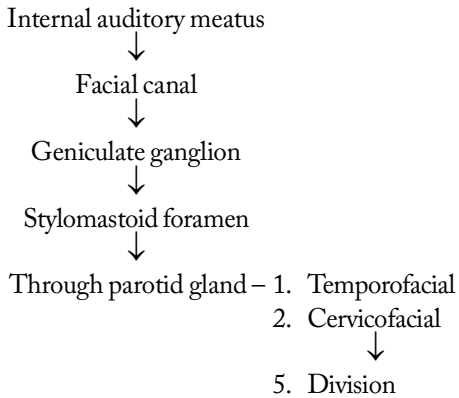 Internal auditory meatus
↓
Facial canal
↓
Geniculate ganglion
↓
Stylomastoid foramen
↓
Through parotid gland – 1. Temporofacial
2. Cervicofacial
↓
5. Division